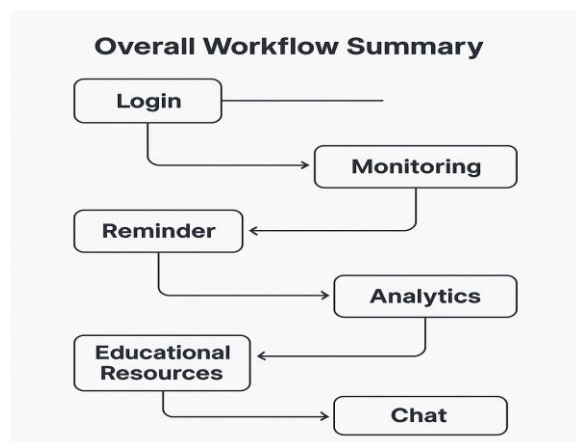 Overall Workflow Summary
Login
Monitoring
Reminder
Analytics
Educational
Resources
Chat